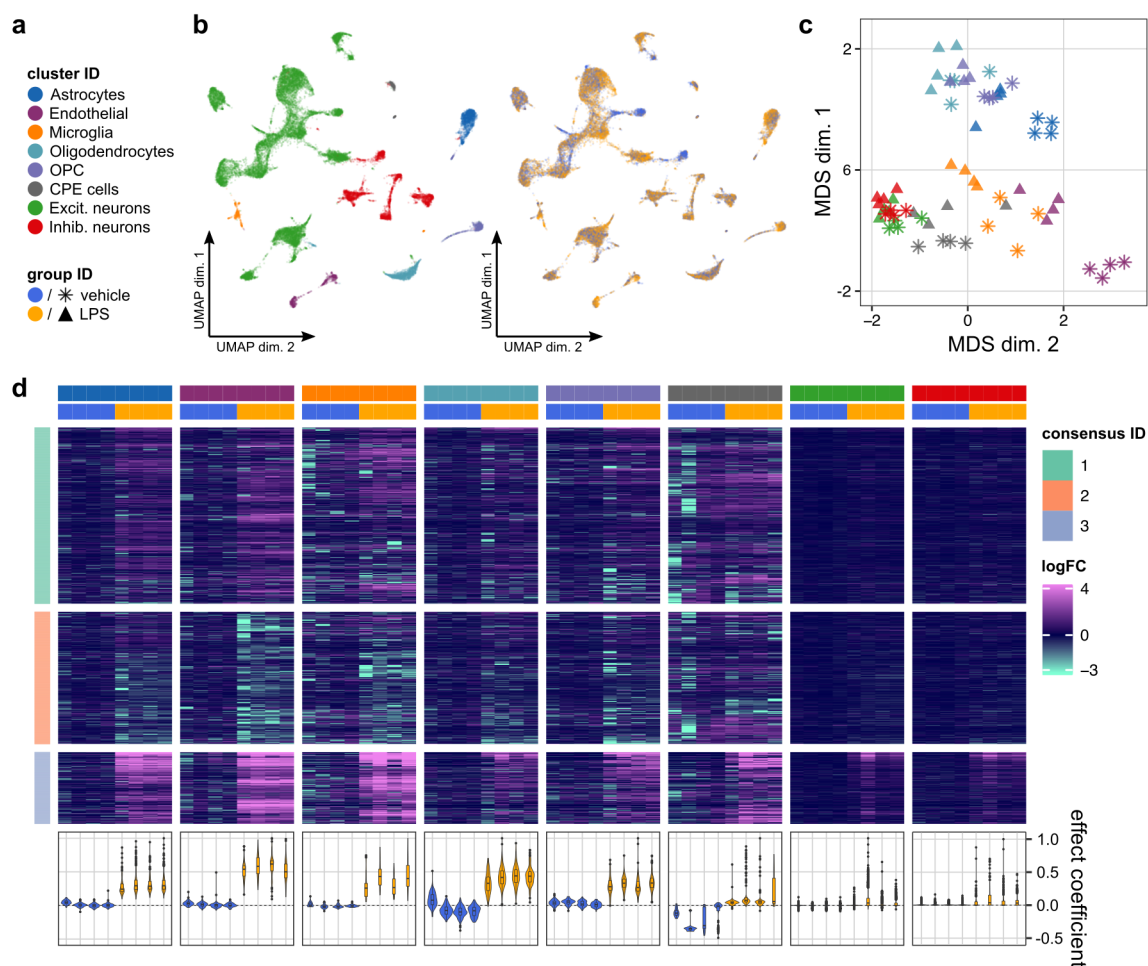 a
cluster ID
Astrocytes
Endothelial
Microglia
Oligodendrocytes
OPC
CPE cells
Excit. neurons
Inhib. neurons
group ID
/ vehicle
/ LPS
b
UMAP dim. 1
UMAP dim. 2
UMAP dim. 1
UMAP dim. 2
c
MDS dim. 1
2
6
-2
−2
0
2
MDS dim. 2
d
consensus ID
1
2
3
logFC
4
0
−3
1.0
0.5
0.0
-0.5
effect coefficient